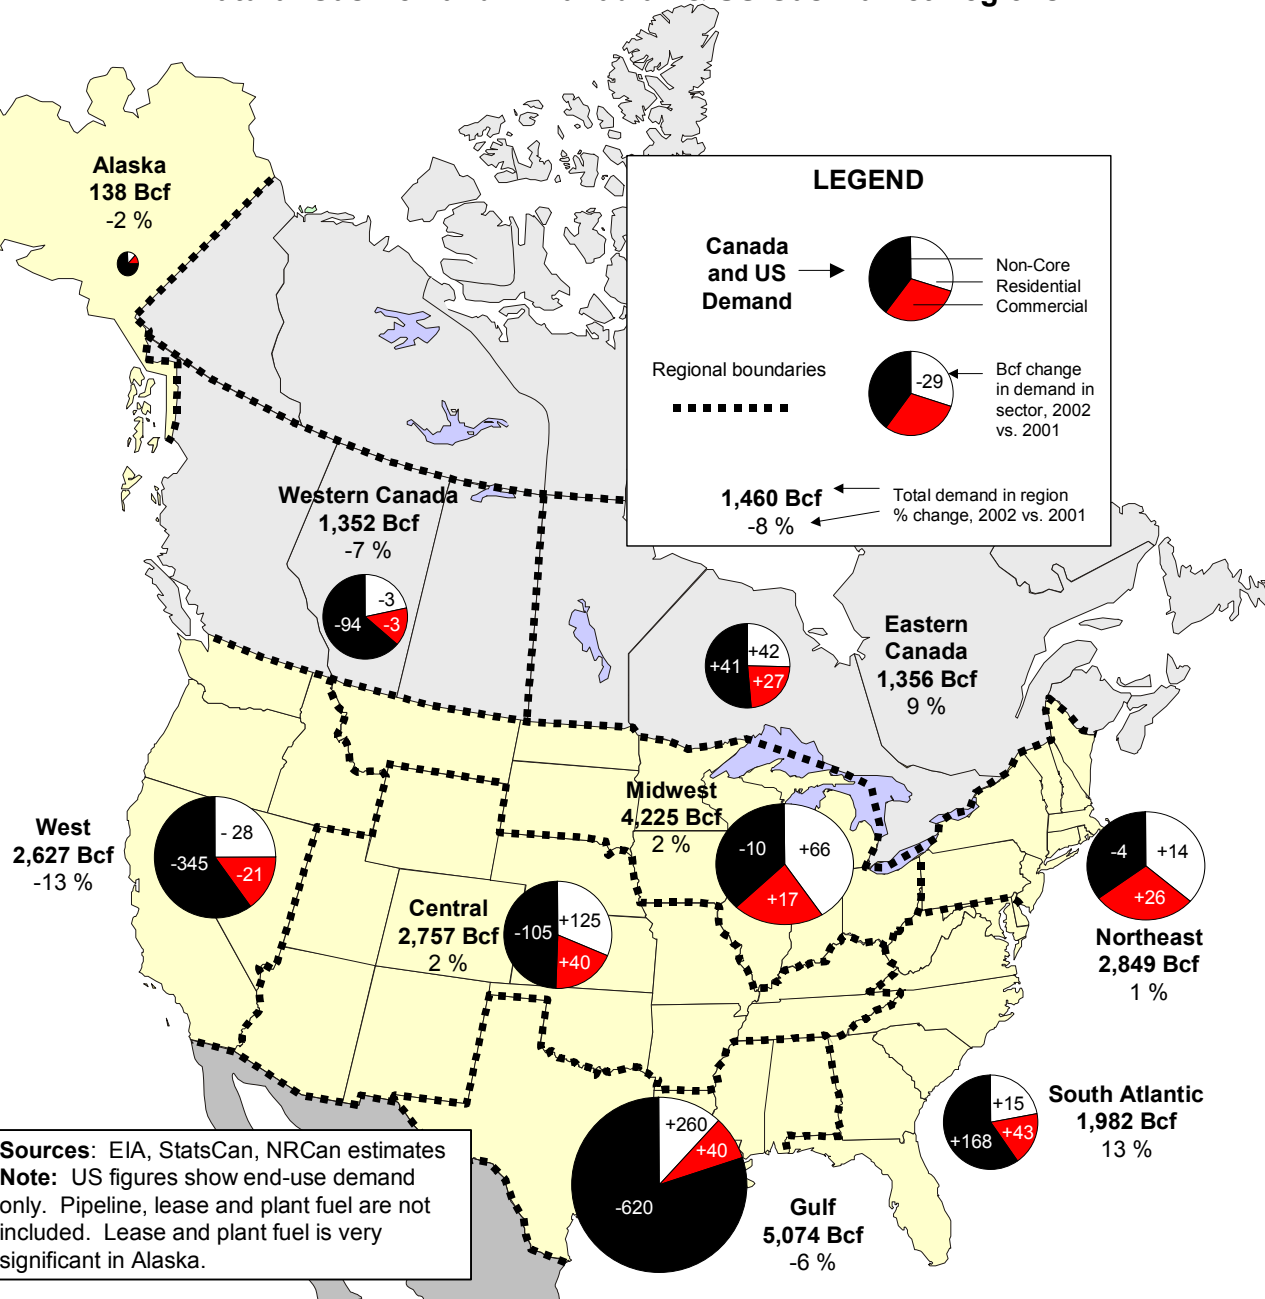 Alaska
138 Bcf
-2 %
LEGEND
Canada
and US
Demand
Non-Core
Residential
Commercial
Regional boundaries
-29
Bcf change
in demand in
sector, 2002
vs. 2001
1,460 Bcf
-8 %
Total demand in region
% change, 2002 vs. 2001
Western Canada
1,352 Bcf
-7 %
-3
-94
-3
Eastern
Canada
1,356 Bcf
9 %
+42
+41
+27
West
2,627 Bcf
-13 %
- 28
-345
-21
Midwest
4,225 Bcf
2 %
-10
+66
+17
Central
2,757 Bcf
2 %
+125
-105
+40
-4
+14
+26
Northeast
2,849 Bcf
1 %
South Atlantic
1,982 Bcf
13 %
+15
+43
+168
+260
+40
-620
Gulf
5,074 Bcf
-6 %
Sources: EIA, StatsCan, NRCan estimates
Note: US figures show end-use demand
only. Pipeline, lease and plant fuel are not
included. Lease and plant fuel is very
significant in Alaska.